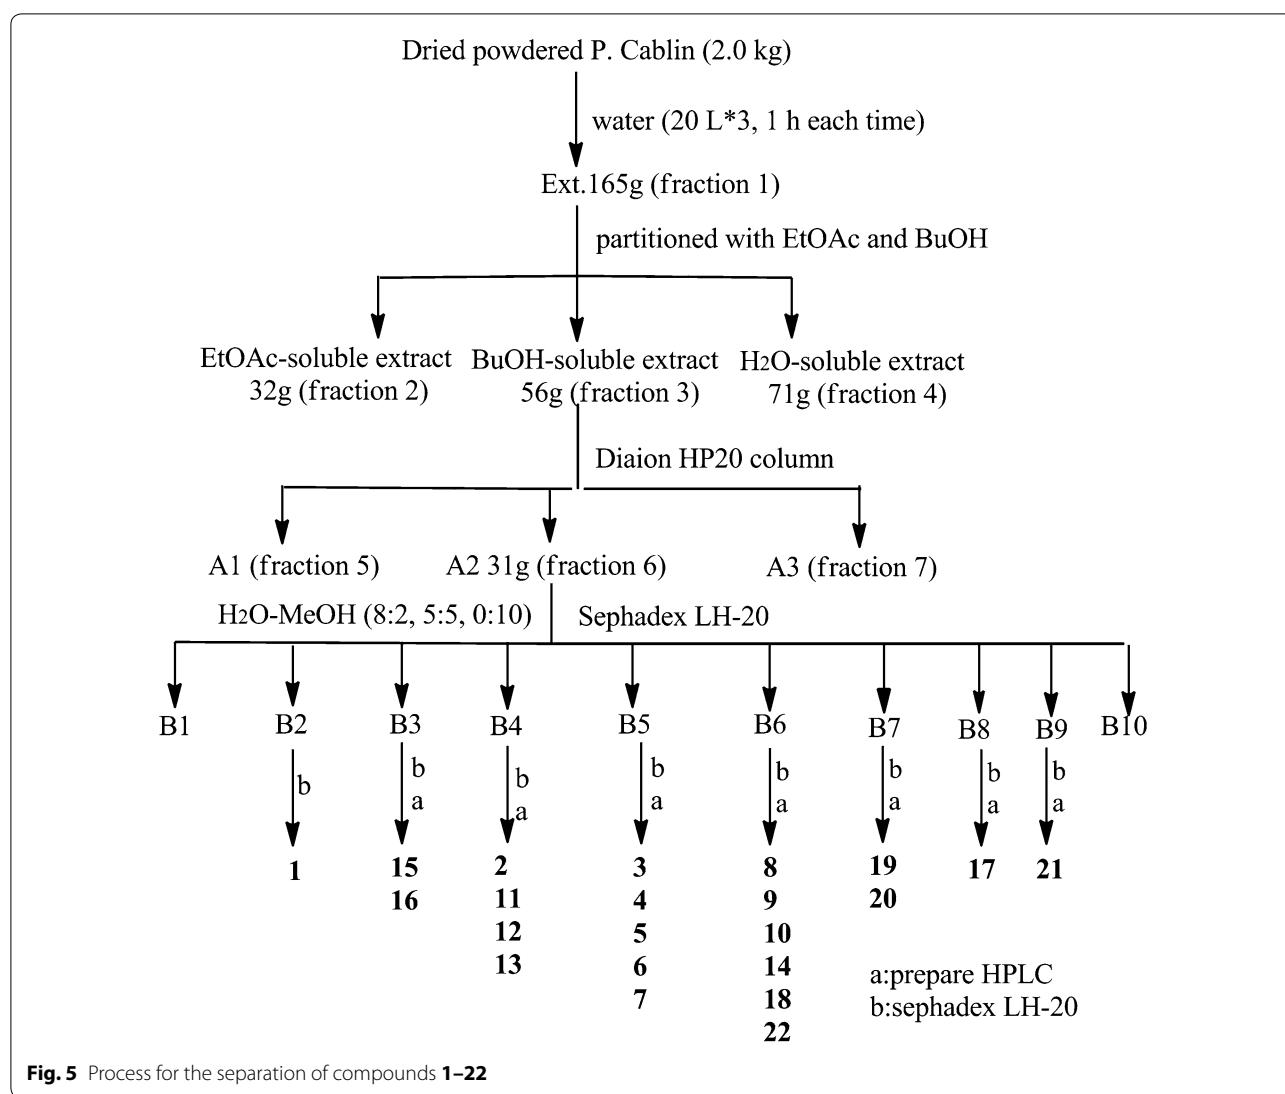 Dried powdered P. Cablin (2.0 kg)
water (20 L*3, 1 h each time)
Ext.165g (fraction 1)
partitioned with EtOAc and BuOH
EtOAc-soluble extract BuOH-soluble extract H2O-soluble extract
32g (fraction 2) 56g (fraction 3) 71g (fraction 4)
Diaion HP20 column
A1 (fraction 5) A2 31g (fraction 6) A3 (fraction 7)
H2O-MeOH (8:2, 5:5, 0:10) Sephadex LH-20
B1 B2 B3 B4 B5 B6 B7 B8 B9 B10
b b b b b b b b
a a a a a a a
1 15 2 3 8 19 17 21
16 11 4 9 20
12 5 10
13 6 14
7 18
22
a:prepare HPLC
b:sephadex LH-20
Fig. 5 Process for the separation of compounds 1–22